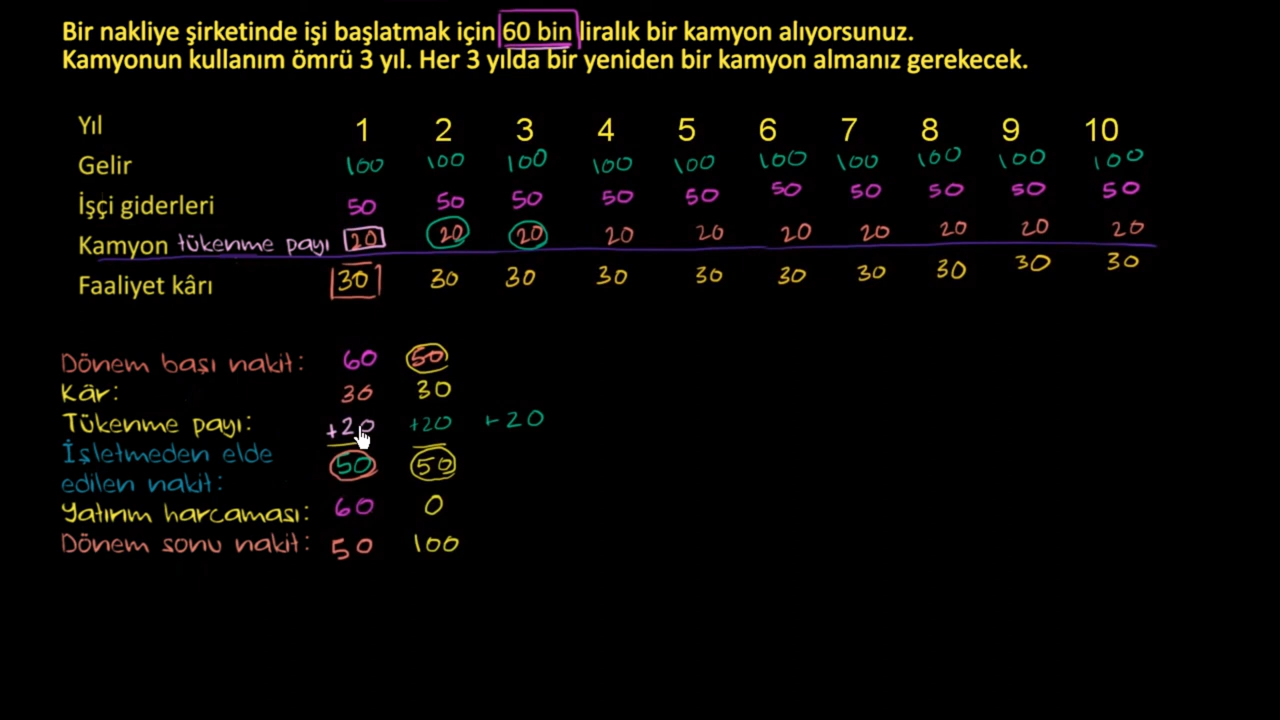 Bir nakliye şirketinde işi başlatmak için 60 bin liralık bir kamyon alıyorsunuz.
Kamyonun kullanım ömrü 3 yıl. Her 3 yılda bir yeniden bir kamyon almanız gerekecek.
Yıl 1 2 3 4 5 6 7 8 9 10
Gelir 100 100 100 100 100 100 100 100 100 100
İşçi giderleri 50 50 50 50 50 50 50 50 50 50
Kamyon tükenme payı 20 20 20 20 20 20 20 20 20 20
Faaliyet kârı 30 30 30 30 30 30 30 30 30 30
Dönem başı nakit: 60 50
Kâr: 30 30
Tükenme payı: +20 +20 +20
İşletmeden elde
edilen nakit: 50 50
Yatırım harcaması: 60 0
Dönem sonu nakit: 50 100